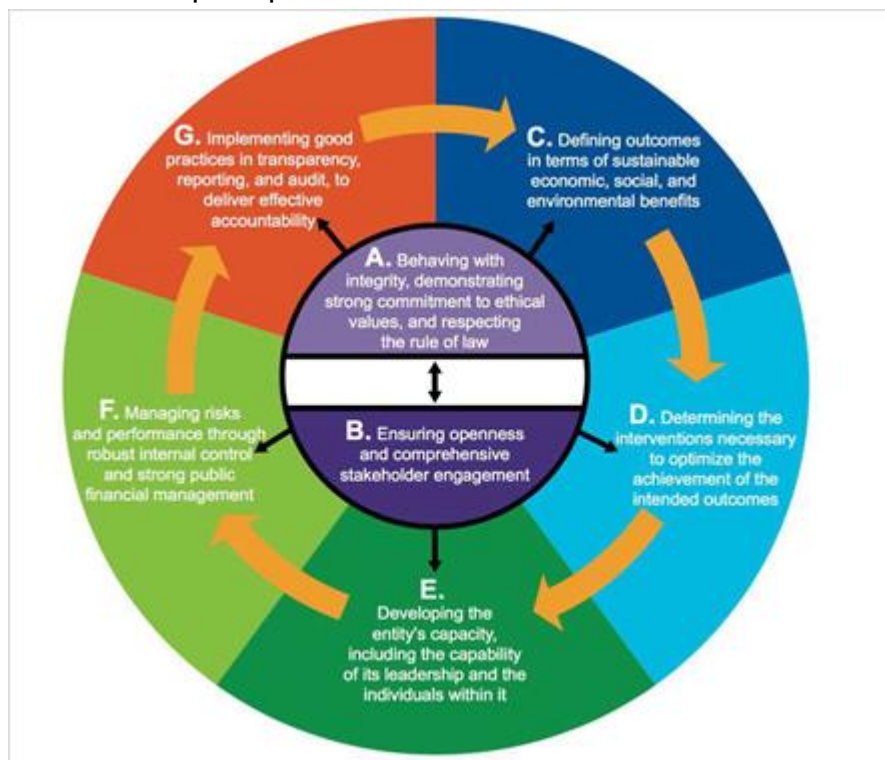 G. Implementing good
practices in transparency,
reporting, and audit, to
deliver effective
accountability
C. Defining outcomes
in terms of sustainable
economic, social, and
environmental benefits
A. Behaving with
integrity, demonstrating
strong commitment to ethical
values, and respecting
the rule of law
F. Managing risks
and performance through
robust internal control
and strong public
financial management
B. Ensuring openness
and comprehensive
stakeholder engagement
D. Determining the
interventions necessary
to optimize the
achievement of the
intended outcomes
E.
Developing the
entity's capacity,
including the capability
of its leadership and the
individuals within it